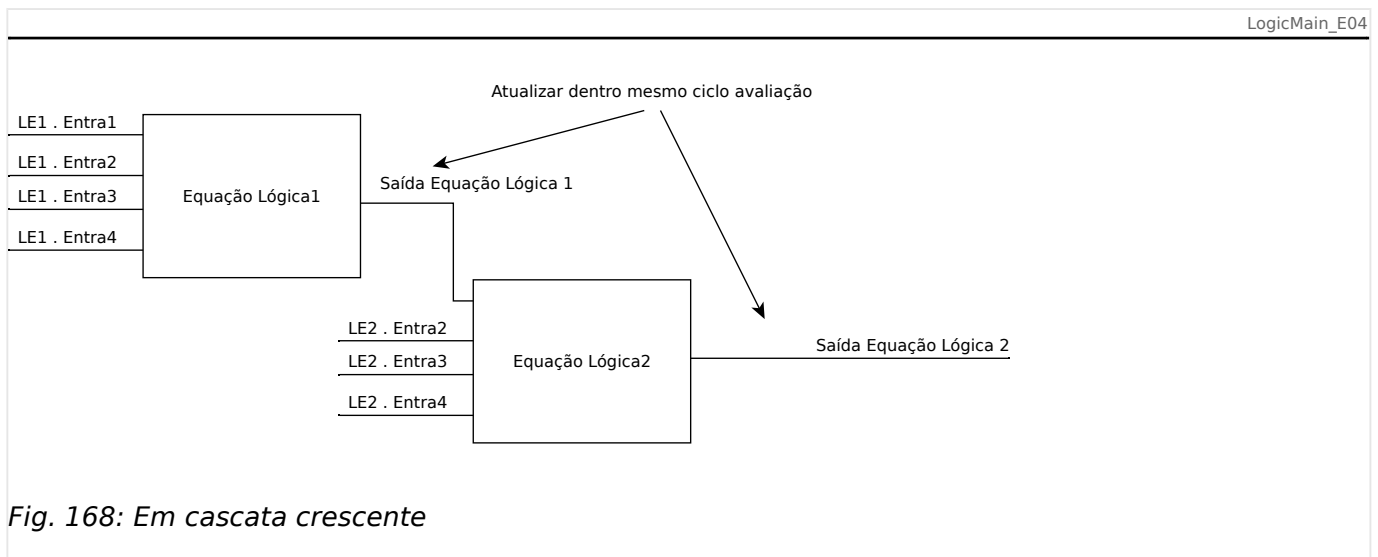 LogicMain_E04
Atualizar dentro mesmo ciclo avaliação
LE1 . Entra1
LE1 . Entra2
LE1 . Entra3
LE1 . Entra4
Equação Lógica1
Saída Equação Lógica 1
LE2 . Entra2
LE2 . Entra3
LE2 . Entra4
Equação Lógica2
Saída Equação Lógica 2
Fig. 168: Em cascata crescente